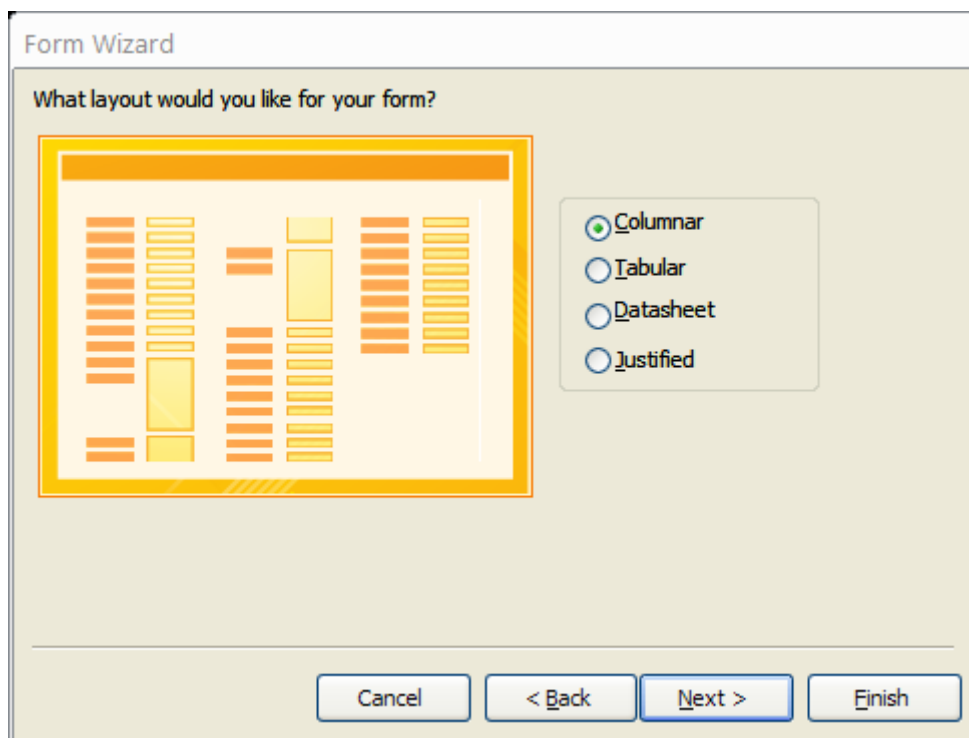 Form Wizard
What layout would you like for your form?
Columnar
Tabular
Datasheet
Justified
Cancel
< Back
Next >
Finish